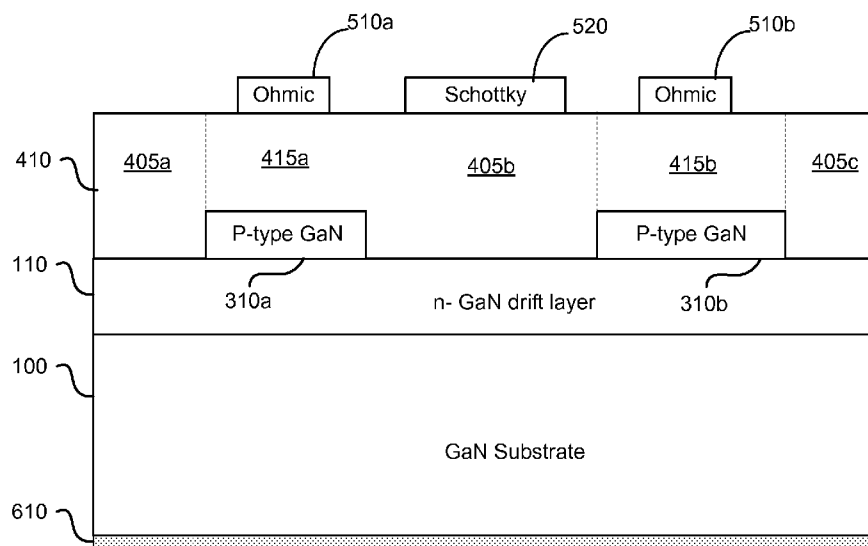 510a
520
510b
Ohmic
Schottky
Ohmic
410
405a
415a
405b
415b
405c
P-type GaN
P-type GaN
110
310a
n- GaN drift layer
310b
100
GaN Substrate
610